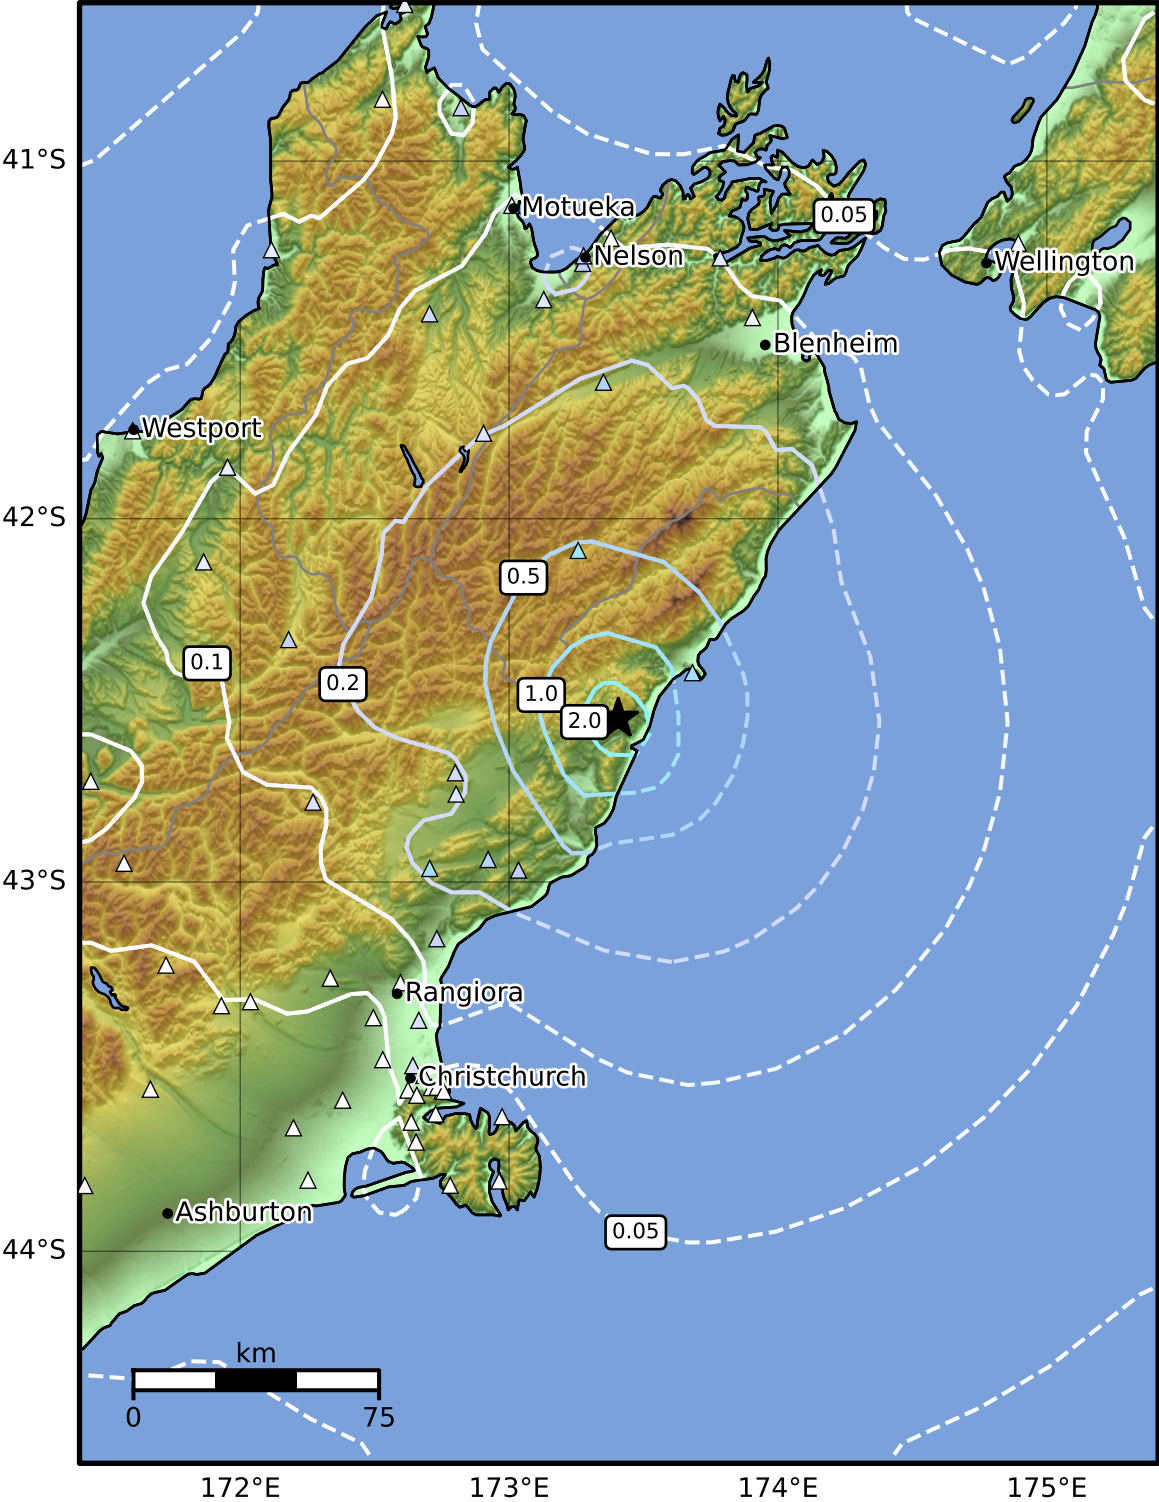 41°S
Motueka
0.05
Nelson
Wellington
Blenheim
Westport
42°S
0.5
0.1
0.2
1.0
2.0
43°S
Rangiora
Christchurch
Ashburton
0.05
44°S
km
0 75
172°E 173°E 174°E 175°E